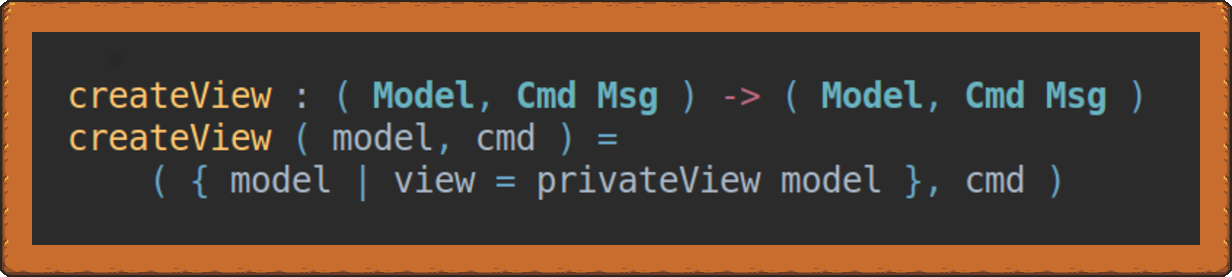 createView : ( Model, Cmd Msg ) -> ( Model, Cmd Msg )
createView ( model, cmd ) =
    ( { model | view = privateView model }, cmd )